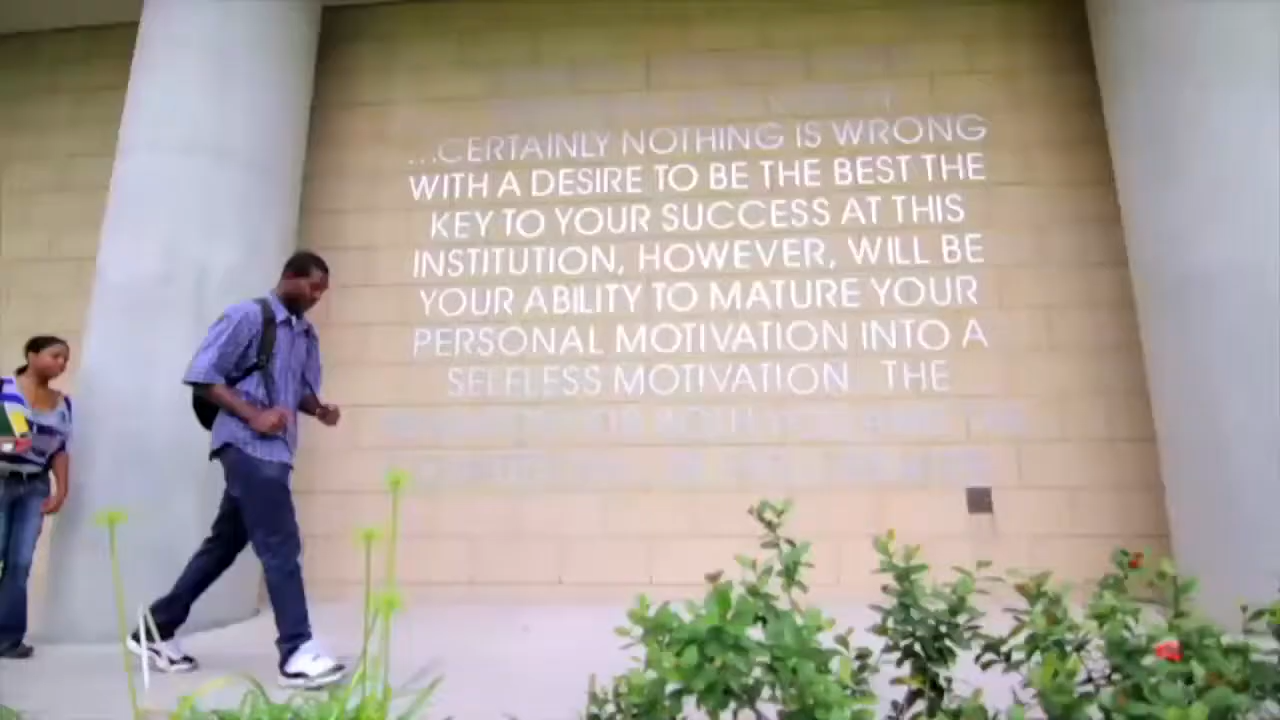 ...CERTAINLY NOTHING IS WRONG
WITH A DESIRE TO BE THE BEST THE
KEY TO YOUR SUCCESS AT THIS
INSTITUTION, HOWEVER, WILL BE
YOUR ABILITY TO MATURE YOUR
PERSONAL MOTIVATION INTO A
SELFLESS MOTIVATION THE